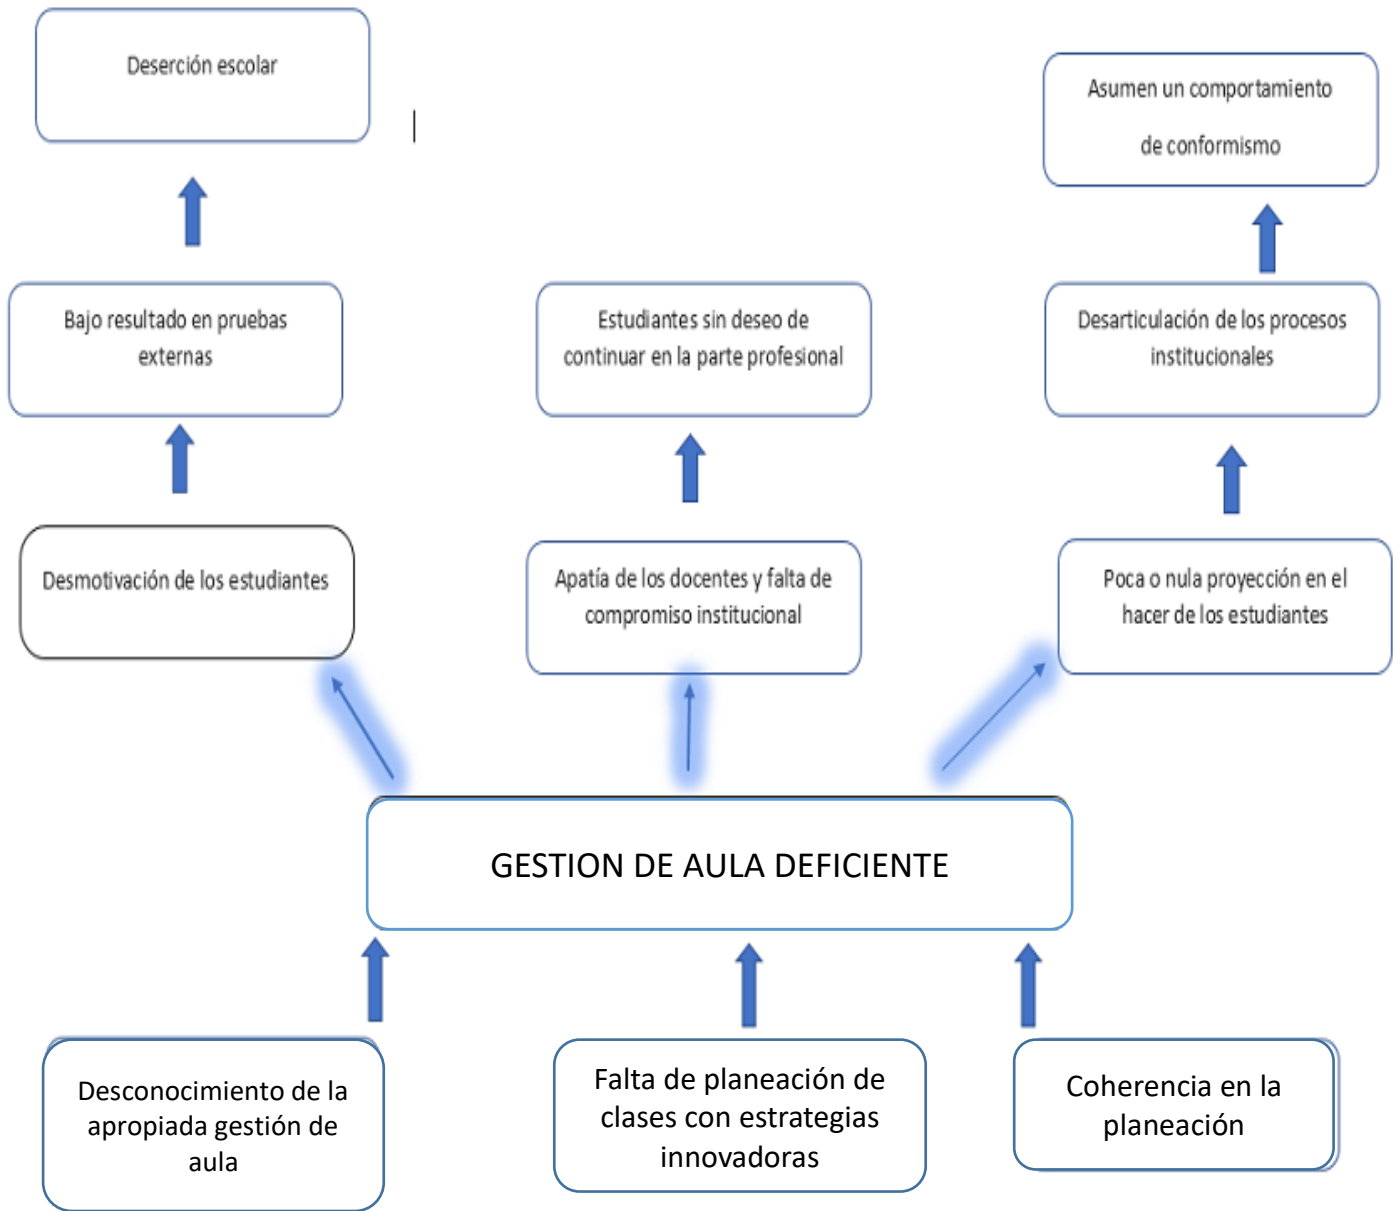 Deserción escolar
Asumen un comportamiento
de conformismo
Bajo resultado en pruebas
externas
Estudiantes sin deseo de
continuar en la parte profesional
Desarticulación de los procesos
institucionales
Desmotivación de los estudiantes
Apatía de los docentes y falta de
compromiso institucional
Poca o nula proyección en el
hacer de los estudiantes
GESTION DE AULA DEFICIENTE
Desconocimiento de la
apropiada gestión de
aula
Falta de planeación de
clases con estrategias
innovadoras
Coherencia en la
planeación